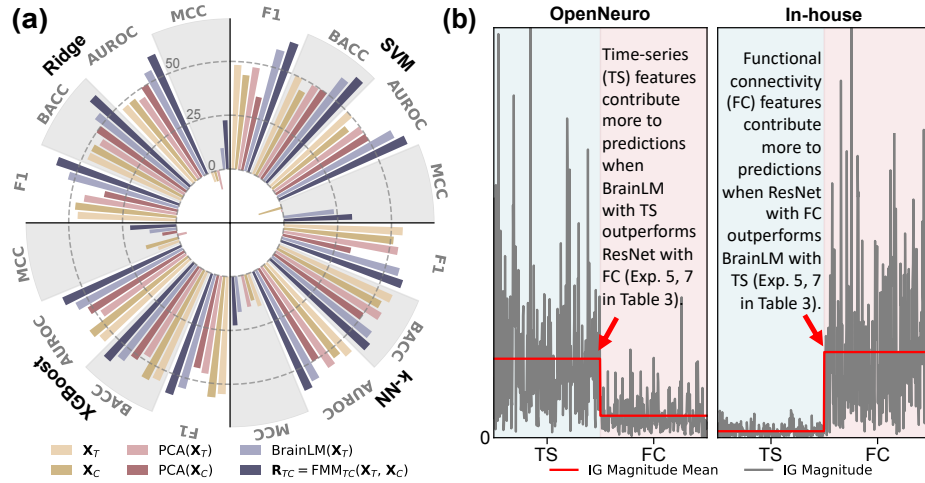 (a)
MCC
F1
AUROC
BACC
Ridge
SVM
BACC
AUROC
F1
MCC
50
25
0
MCC
F1
AUROC
BACC
XGBoost
k-NN
BACC
AUROC
F1
MCC
X_T
X_C
PCA(X_T)
PCA(X_C)
BrainLM(X_T)
R_TC = FMM_TC(X_T, X_C)
(b)
OpenNeuro
In-house
Time-series
(TS) features
contribute
more to
predictions
when
BrainLM
with TS
outperforms
ResNet with
FC (Exp. 5, 7
in Table 3).
Functional
connectivity
(FC) features
contribute
more to
predictions
when ResNet
with FC
outperforms
BrainLM with
TS (Exp. 5, 7
in Table 3).
0
TS
FC
TS
FC
IG Magnitude Mean
IG Magnitude